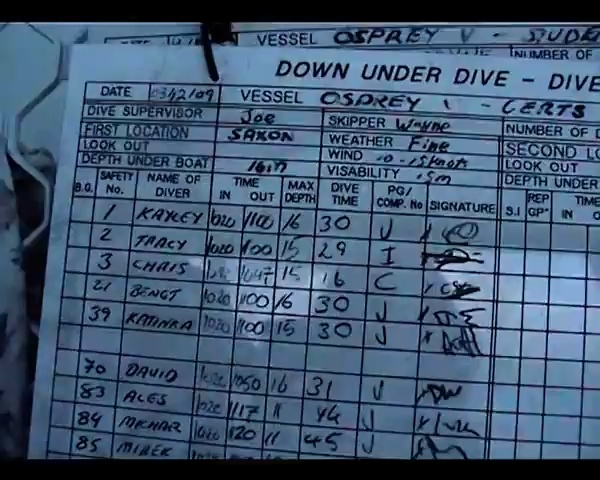 VESSEL OSPREY V -
NUMBER OF
DOWN UNDER DIVE - DIVE
DATE VESSEL OSPREY V - CERTS
DIVE SUPERVISOR Joe SKIPPER Wayne NUMBER OF
FIRST LOCATION SAXON WEATHER Fine SECOND
LOOK OUT WIND 10-15knots LOOK OUT
DEPTH UNDER BOAT 16m VISABILITY 15m DEPTH UNDER
B.G. SAFETY No. NAME OF DIVER TIME IN OUT MAX DEPTH DIVE TIME PG/ COMP. No SIGNATURE S.I REP GP* TIME IN
1 KAYLEY 1020 1100 16 30 J
2 TRACY 1020 1100 15 29 I
3 CHRIS 1047 15 16 C
21 BENGT 1020 1100 16 30 J
39 KATINKA 1020 1100 15 30 J
70 DAVID 1050 16 31 J
83 ALES 1020 1117 11 44 J
84 1020 1120 11 45 J
85 MIREK